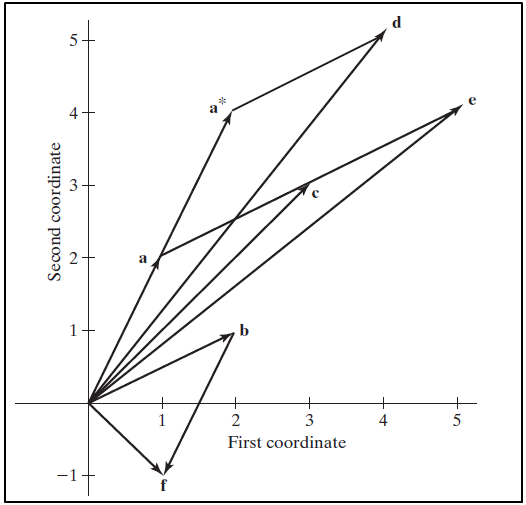 d
5
a*
4
e
3
c
a
2
1
b
1
2
3
4
5
First coordinate
−1
f
Second coordinate